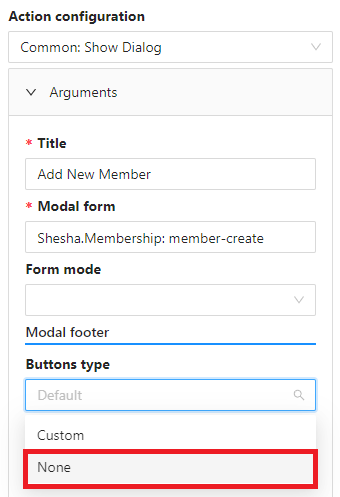 Action configuration
Common: Show Dialog
Arguments
* Title
Add New Member
* Modal form
Shesha.Membership: member-create
Form mode
Modal footer
Buttons type
Default
Custom
None